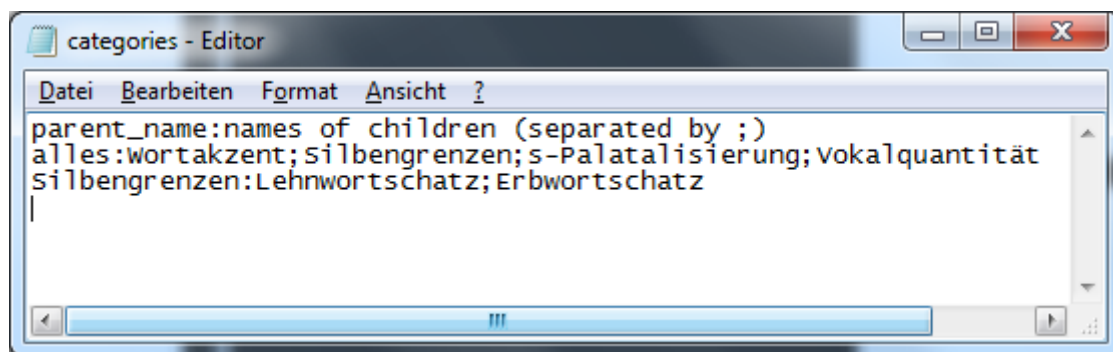 categories - Editor
Datei Bearbeiten Format Ansicht ?
parent_name:names of children (separated by ;)
alles:Wortakzent;Silbengrenzen;s-Palatalisierung;Vokalquantität
Silbengrenzen:Lehnwortschatz;Erbwortschatz